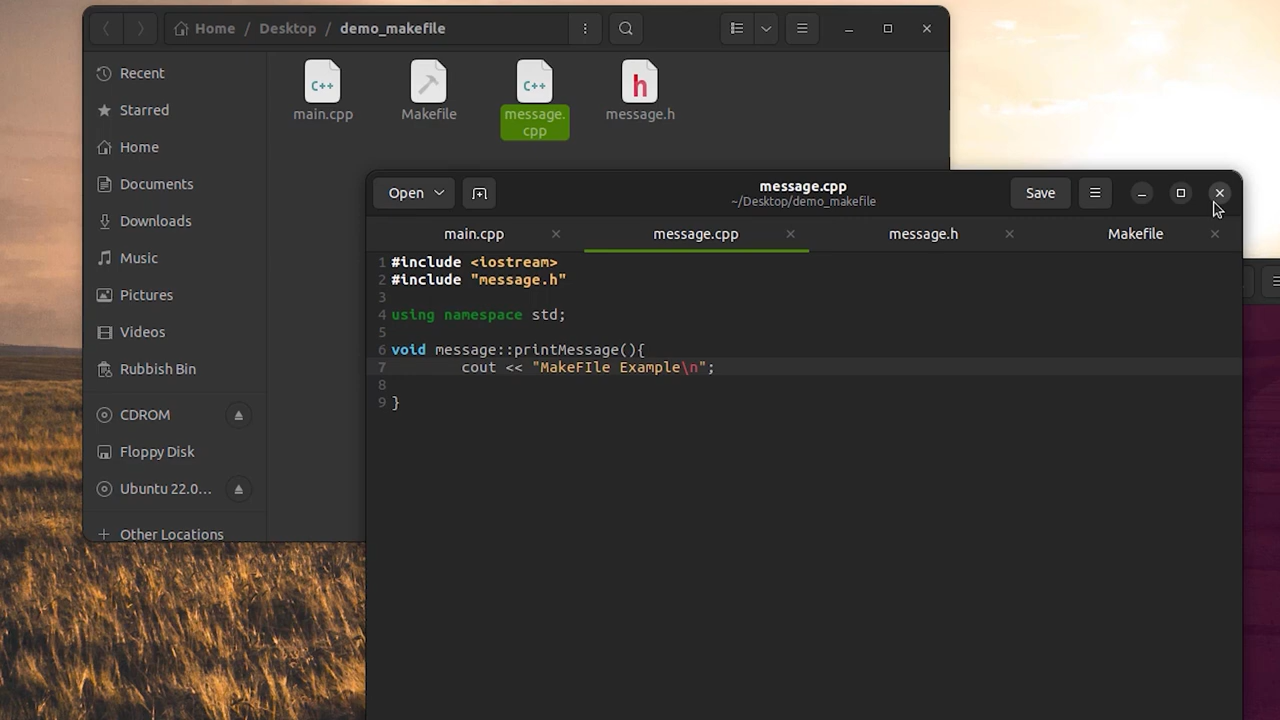 Home / Desktop / demo_makefile
Recent
Starred
Home
Documents
Downloads
Music
Pictures
Videos
Rubbish Bin
CDROM
Floppy Disk
Ubuntu 22.0...
Other Locations
C++
main.cpp
Makefile
C++
message.
cpp
h
message.h
Open
message.cpp
~/Desktop/demo_makefile
Save
main.cpp
message.cpp
message.h
Makefile
1 #include <iostream>
2 #include "message.h"
3
4 using namespace std;
5
6 void message::printMessage(){
7 cout << "MakeFIle Example\n";
8
9 }